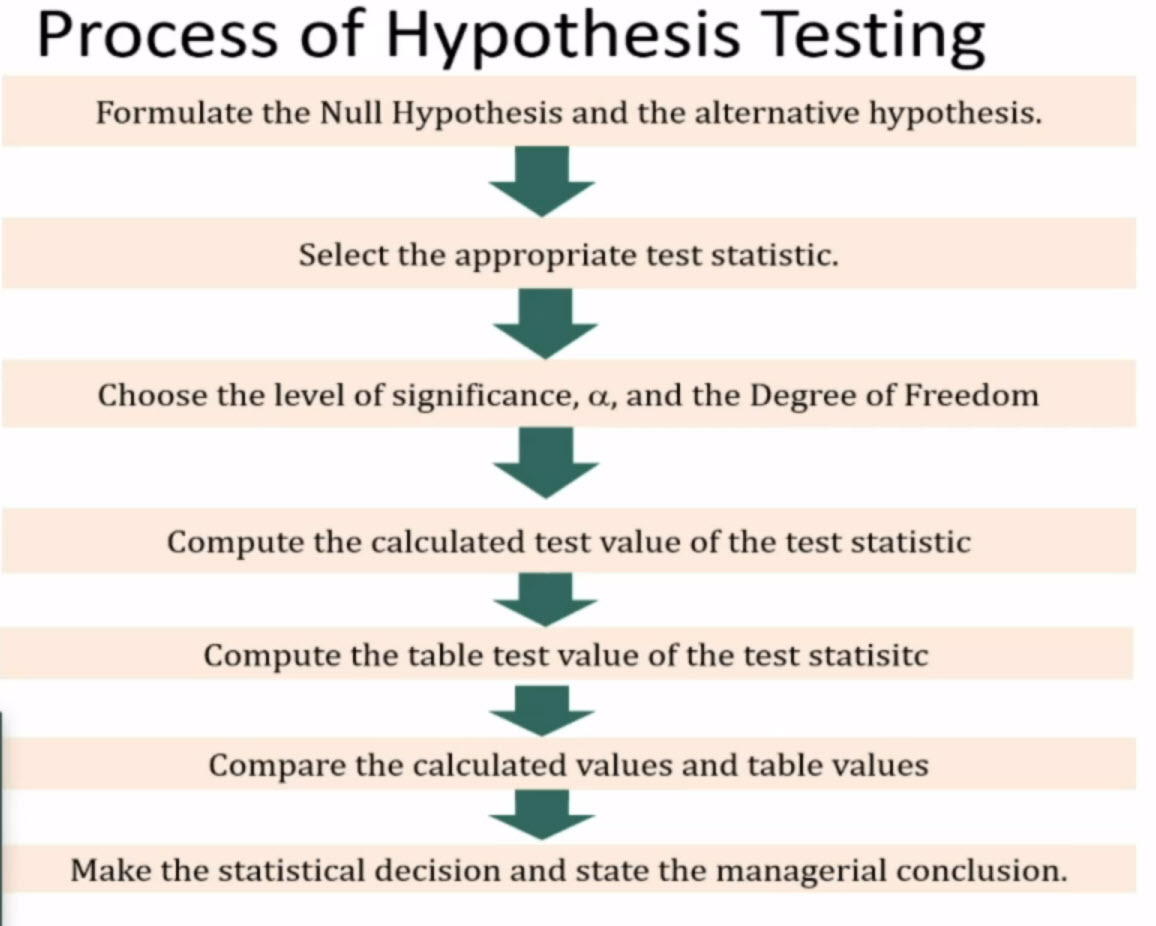 Process of Hypothesis Testing
Formulate the Null Hypothesis and the alternative hypothesis.
Select the appropriate test statistic.
Choose the level of significance, α, and the Degree of Freedom
Compute the calculated test value of the test statistic
Compute the table test value of the test statisitc
Compare the calculated values and table values
Make the statistical decision and state the managerial conclusion.